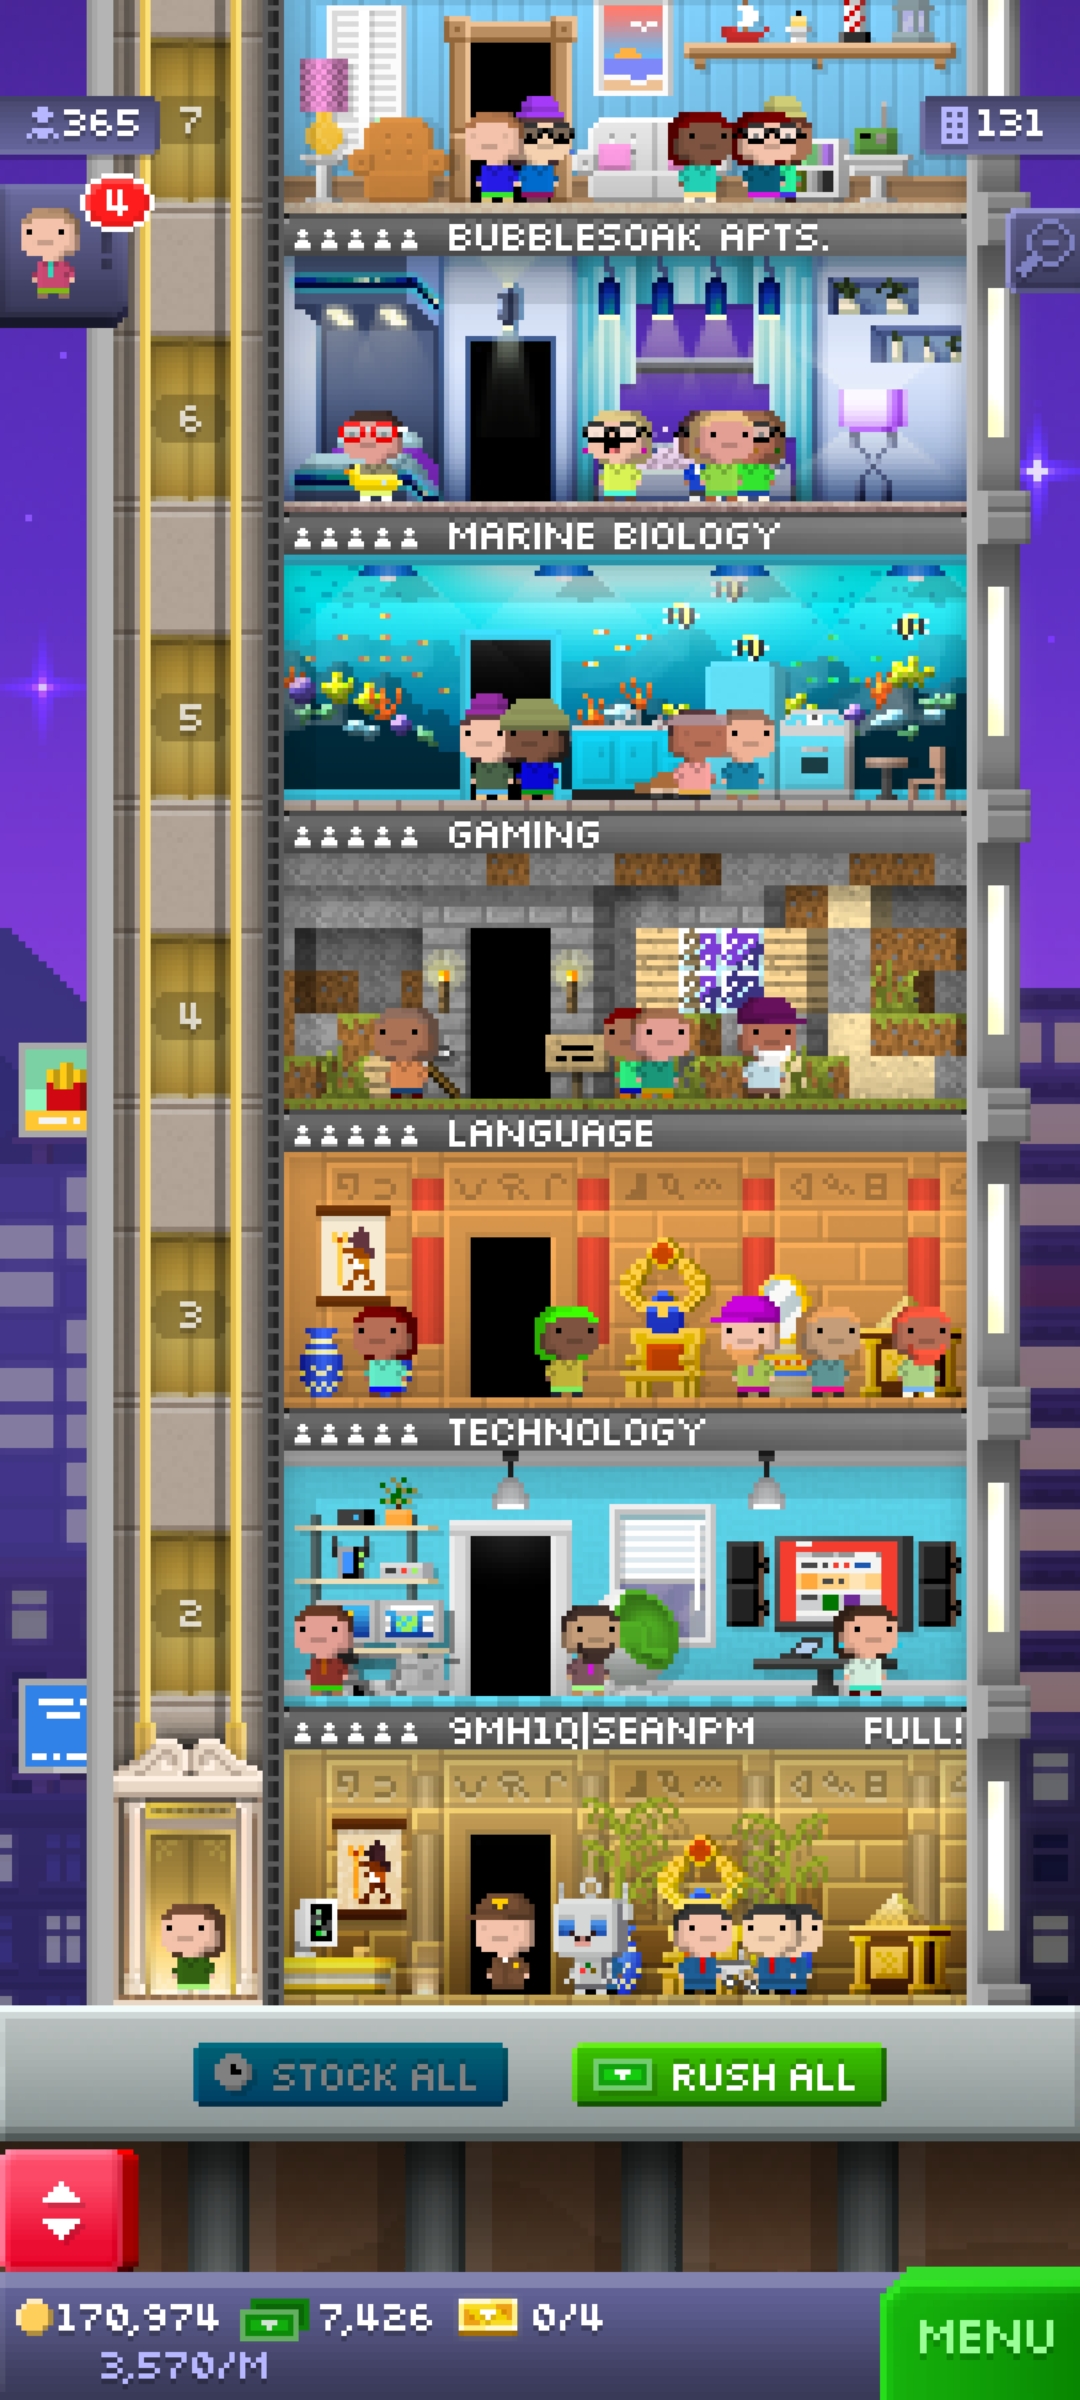 7
365
131
4
BUBBLESOAK APTS.
6
MARINE BIOLOGY
5
GAMING
4
LANGUAGE
3
TECHNOLOGY
2
9MH1Q|SEANPM FULL!
STOCK ALL
RUSH ALL
170,974 7,426 0/4
3,570/M
MENU